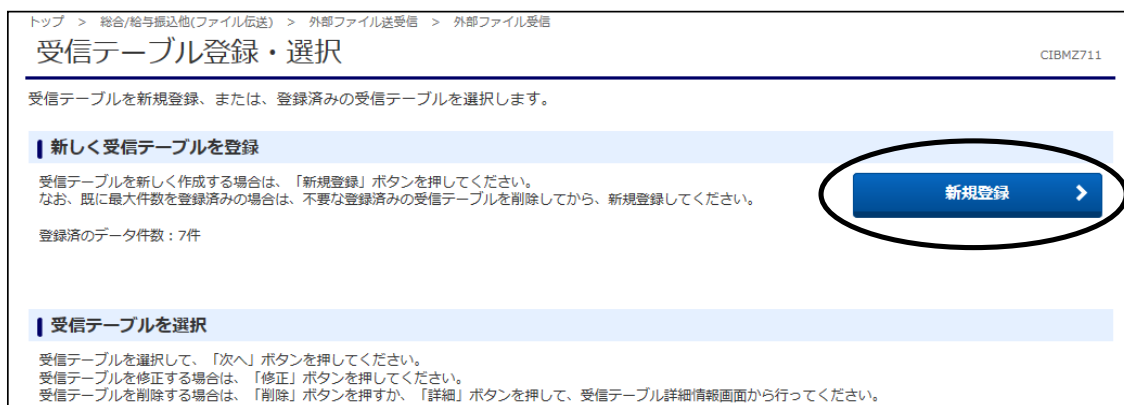 トップ > 総合/給与振込他(ファイル伝送) > 外部ファイル送受信 > 外部ファイル受信
受信テーブル登録・選択
CIBMZ711
受信テーブルを新規登録、または、登録済みの受信テーブルを選択します。
新しく受信テーブルを登録
受信テーブルを新しく作成する場合は、「新規登録」ボタンを押してください。
なお、既に最大件数を登録済みの場合は、不要な登録済みの受信テーブルを削除してから、新規登録してください。
新規登録
登録済のデータ件数：7件
受信テーブルを選択
受信テーブルを選択して、「次へ」ボタンを押してください。
受信テーブルを修正する場合は、「修正」ボタンを押してください。
受信テーブルを削除する場合は、「削除」ボタンを押すか、「詳細」ボタンを押して、受信テーブル詳細情報画面から行ってください。